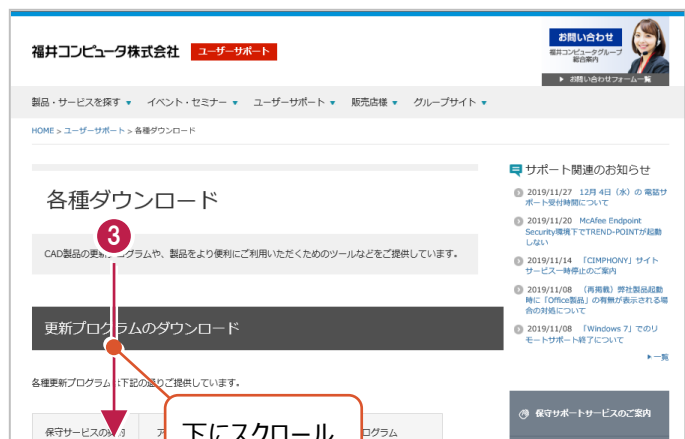 福井コンピュータ株式会社 ユーザーサポート
お問い合わせ
福井コンピュータグループ
総合案内
▶ お問い合わせフォーム一覧
製品・サービスを探す ▼ イベント・セミナー ▼ ユーザーサポート ▼ 販売店様 ▼ グループサイト ▼
HOME > ユーザーサポート > 各種ダウンロード
各種ダウンロード
3
CAD製品の更新プログラムや、製品をより便利にご利用いただくためのツールなどをご提供しています。
更新プログラムのダウンロード
各種更新プログラムは下記の通りご提供しています。
保守サービスの
ログラム
下にスクロール
サポート関連のお知らせ
2019/11/27 12月 4日（水）の 電話サ
ポート受付時間について
2019/11/20 McAfee Endpoint
Security環境下でTREND-POINTが起動
しない
2019/11/14 「CIMPHONY」サイト
サービス一時停止のご案内
2019/11/08 （再掲載）弊社製品起動
時に「Office製品」の有無が表示される場
合の対処について
2019/11/08 「Windows 7」でのリ
モートサポート終了について
▶一覧
保守サポートサービスのご案内